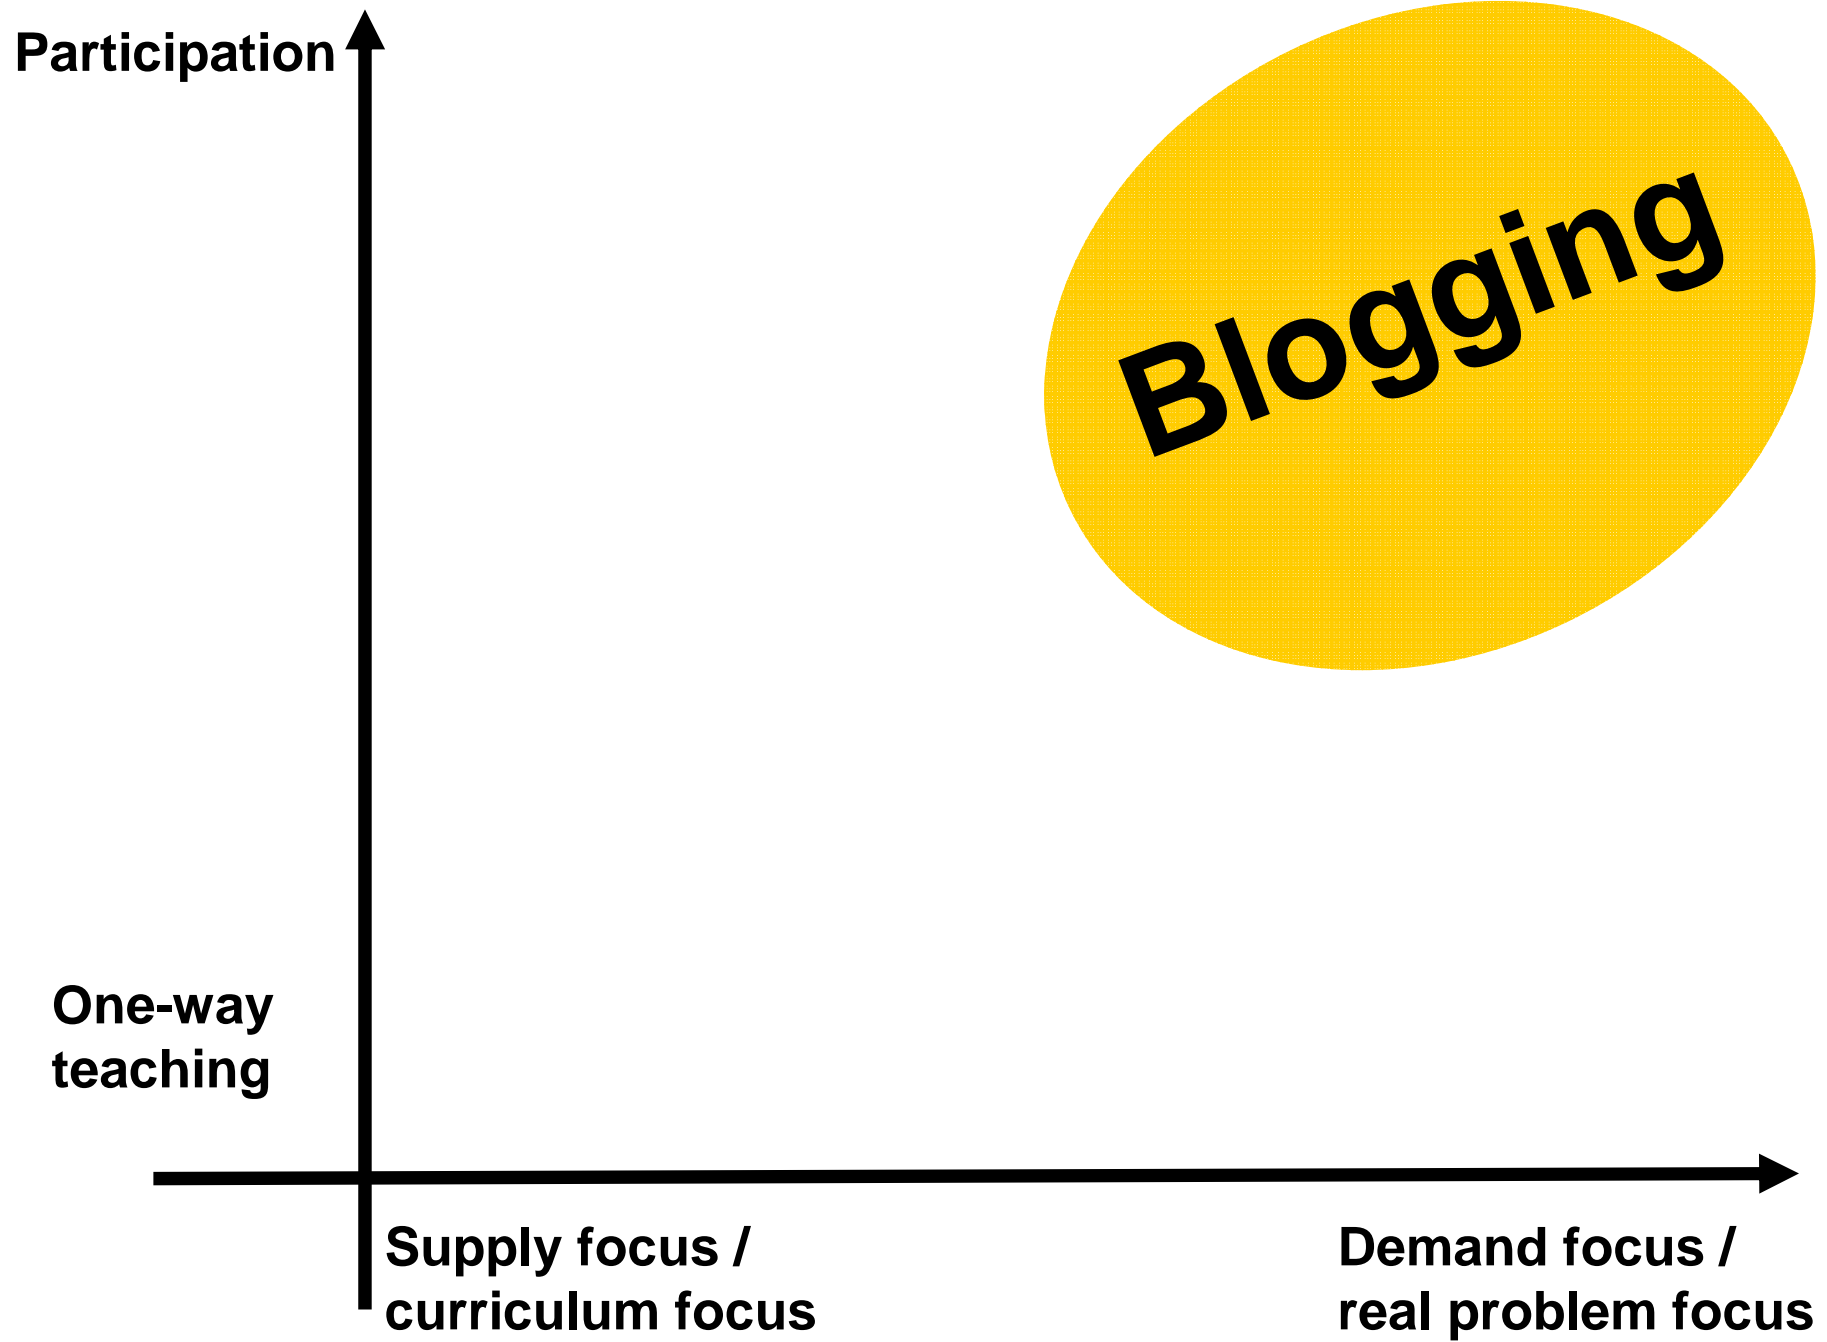 Participation
Blogging
One-way
teaching
Supply focus /
curriculum focus
Demand focus /
real problem focus